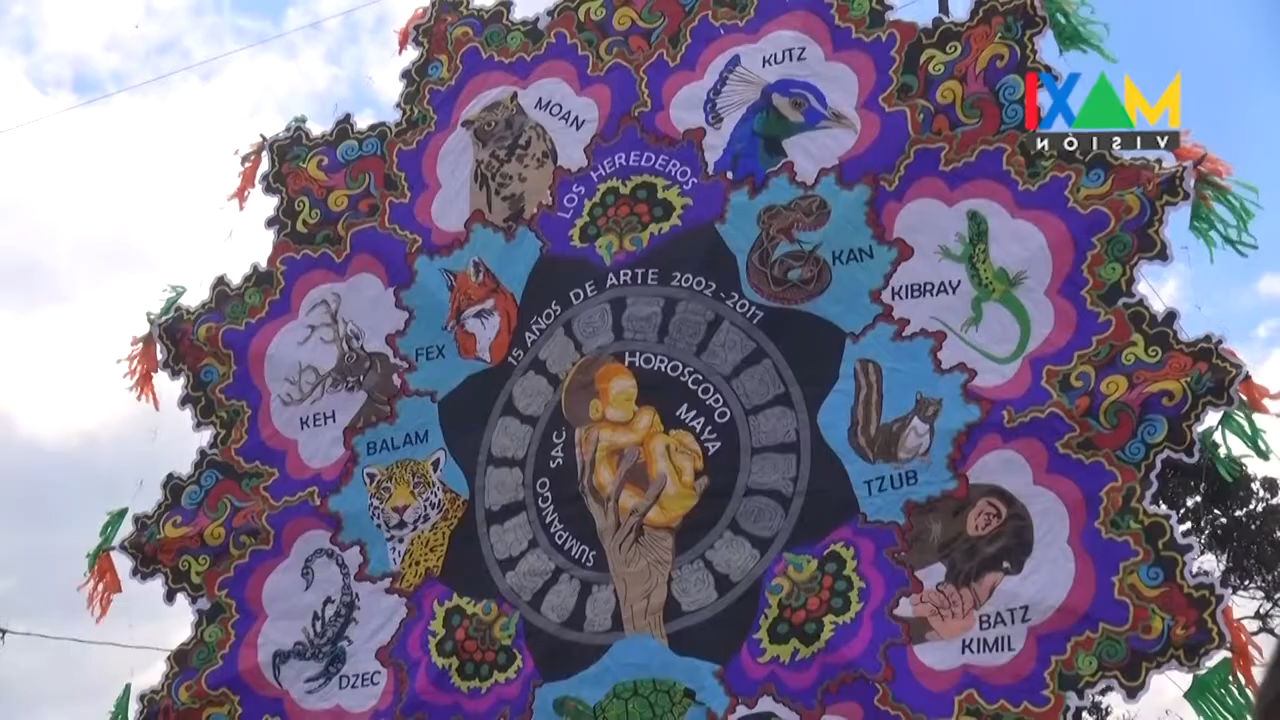 KUTZ
MOAN
LOS HEREDEROS
KAN
KIBRAY
15 AÑOS DE ARTE 2002-2017
FEX
HOROSCOPO
MAYA
KEH
BALAM
SUMPANGO SAC.
TZUB
BATZ
KIMIL
DZEC
MAXI
VISIÓN